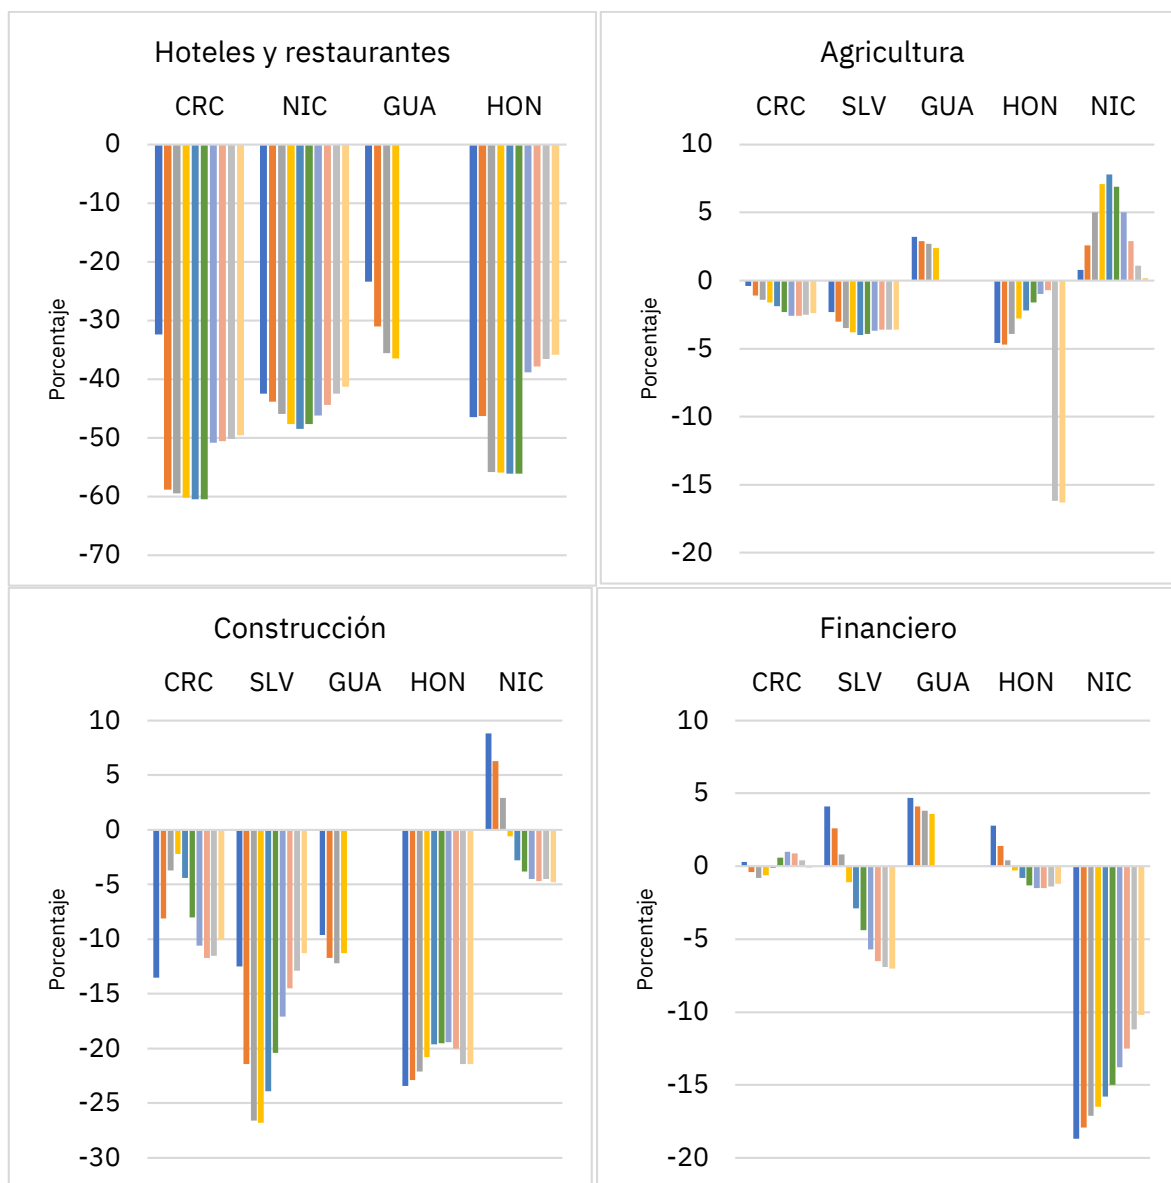 Hoteles y restaurantes
CRC NIC GUA HON
0
-10
-20
-30
-40
-50
-60
-70
Porcentaje
Agricultura
CRC SLV GUA HON NIC
10
5
0
-5
-10
-15
-20
Porcentaje
Construcción
CRC SLV GUA HON NIC
10
5
0
-5
-10
-15
-20
-25
-30
Porcentaje
Financiero
CRC SLV GUA HON NIC
10
5
0
-5
-10
-15
-20
Porcentaje